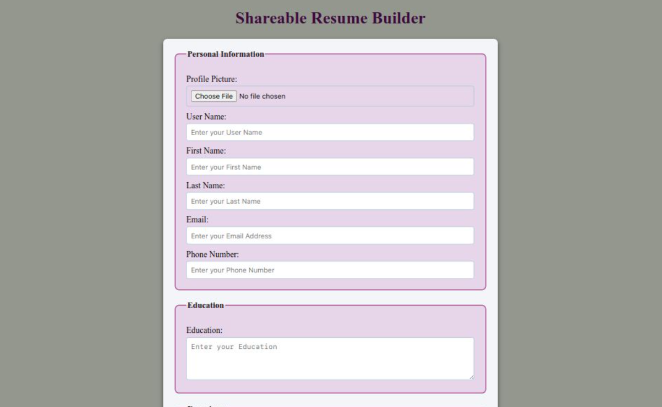 Shareable Resume Builder
Personal Information
Profile Picture:
Choose File No file chosen
User Name:
Enter your User Name
First Name:
Enter your First Name
Last Name:
Enter your Last Name
Email:
Enter your Email Address
Phone Number:
Enter your Phone Number
Education
Education:
Enter your Education